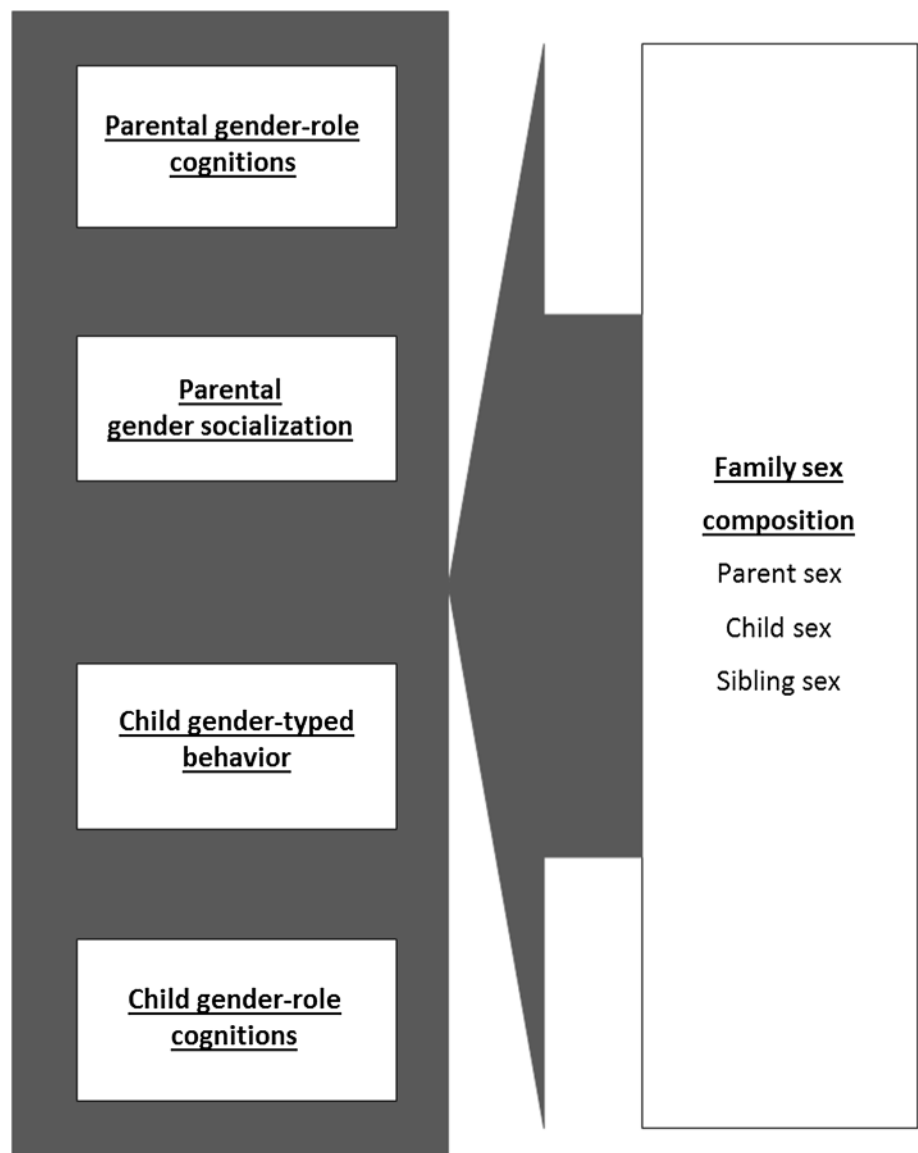 Parental gender-role
cognitions
Parental
gender socialization
Child gender-typed
behavior
Child gender-role
cognitions
Family sex
composition
Parent sex
Child sex
Sibling sex